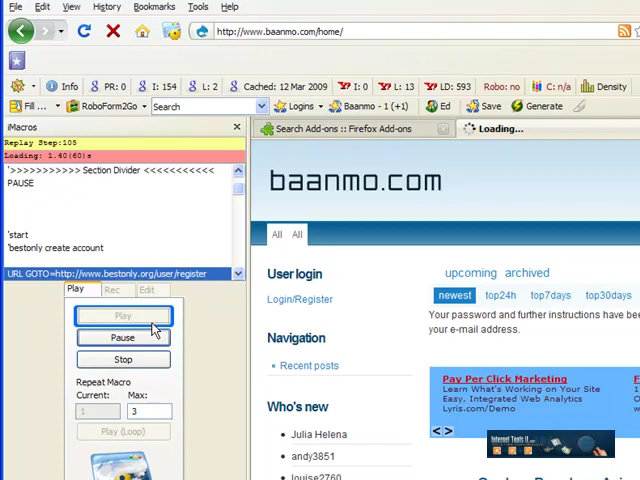 File Edit View History Bookmarks Tools Help
http://www.baanmo.com/home/
Info PR: 0 I: 154 L: 2 Cached: 12 Mar 2009 I: 0 L: 13 LD: 593 Robo: no C: n/a Density
Fill ... RoboForm2Go Search Logins Baanmo - 1 (+1) Ed Save Generate
iMacros
Search Add-ons :: Firefox Add-ons
Loading...
Replay Step:105
Loading: 1.40(60)s
'>>>>>>>>>>> Section Divider <<<<<<<<<<<
PAUSE
'start
'bestonly create account
URL GOTO=http://www.bestonly.org/user/register
Play Rec Edit
Play
Pause
Stop
Repeat Macro
Current: Max:
1 3
Play (Loop)
baanmo.com
All All
User login
Login/Register
Navigation
Recent posts
Who's new
Julia Helena
andy3851
louise2760
upcoming archived
newest top24h top7days top30days
Your password and further instructions have be
your e-mail address.
Pay Per Click Marketing
Learn What's Working on Your Site
Easy, Integrated Web Analytics
Lyris.com/Demo
F
1
A
< >